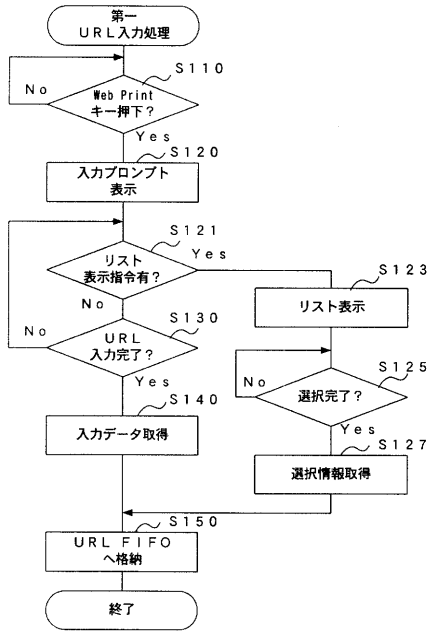 第一
ＵＲＬ入力処理
Ｓ１１０
Ｎｏ
Web Print
キー押下？
Ｙｅｓ
Ｓ１２０
入力プロンプト
表示
Ｓ１２１
リスト
表示指令有？
Ｙｅｓ
Ｎｏ
Ｓ１２３
リスト表示
Ｓ１３０
Ｎｏ
ＵＲＬ
入力完了？
Ｙｅｓ
Ｓ１２５
Ｎｏ
選択完了？
Ｙｅｓ
Ｓ１４０
入力データ取得
Ｓ１２７
選択情報取得
Ｓ１５０
ＵＲＬ ＦＩＦＯ
へ格納
終了